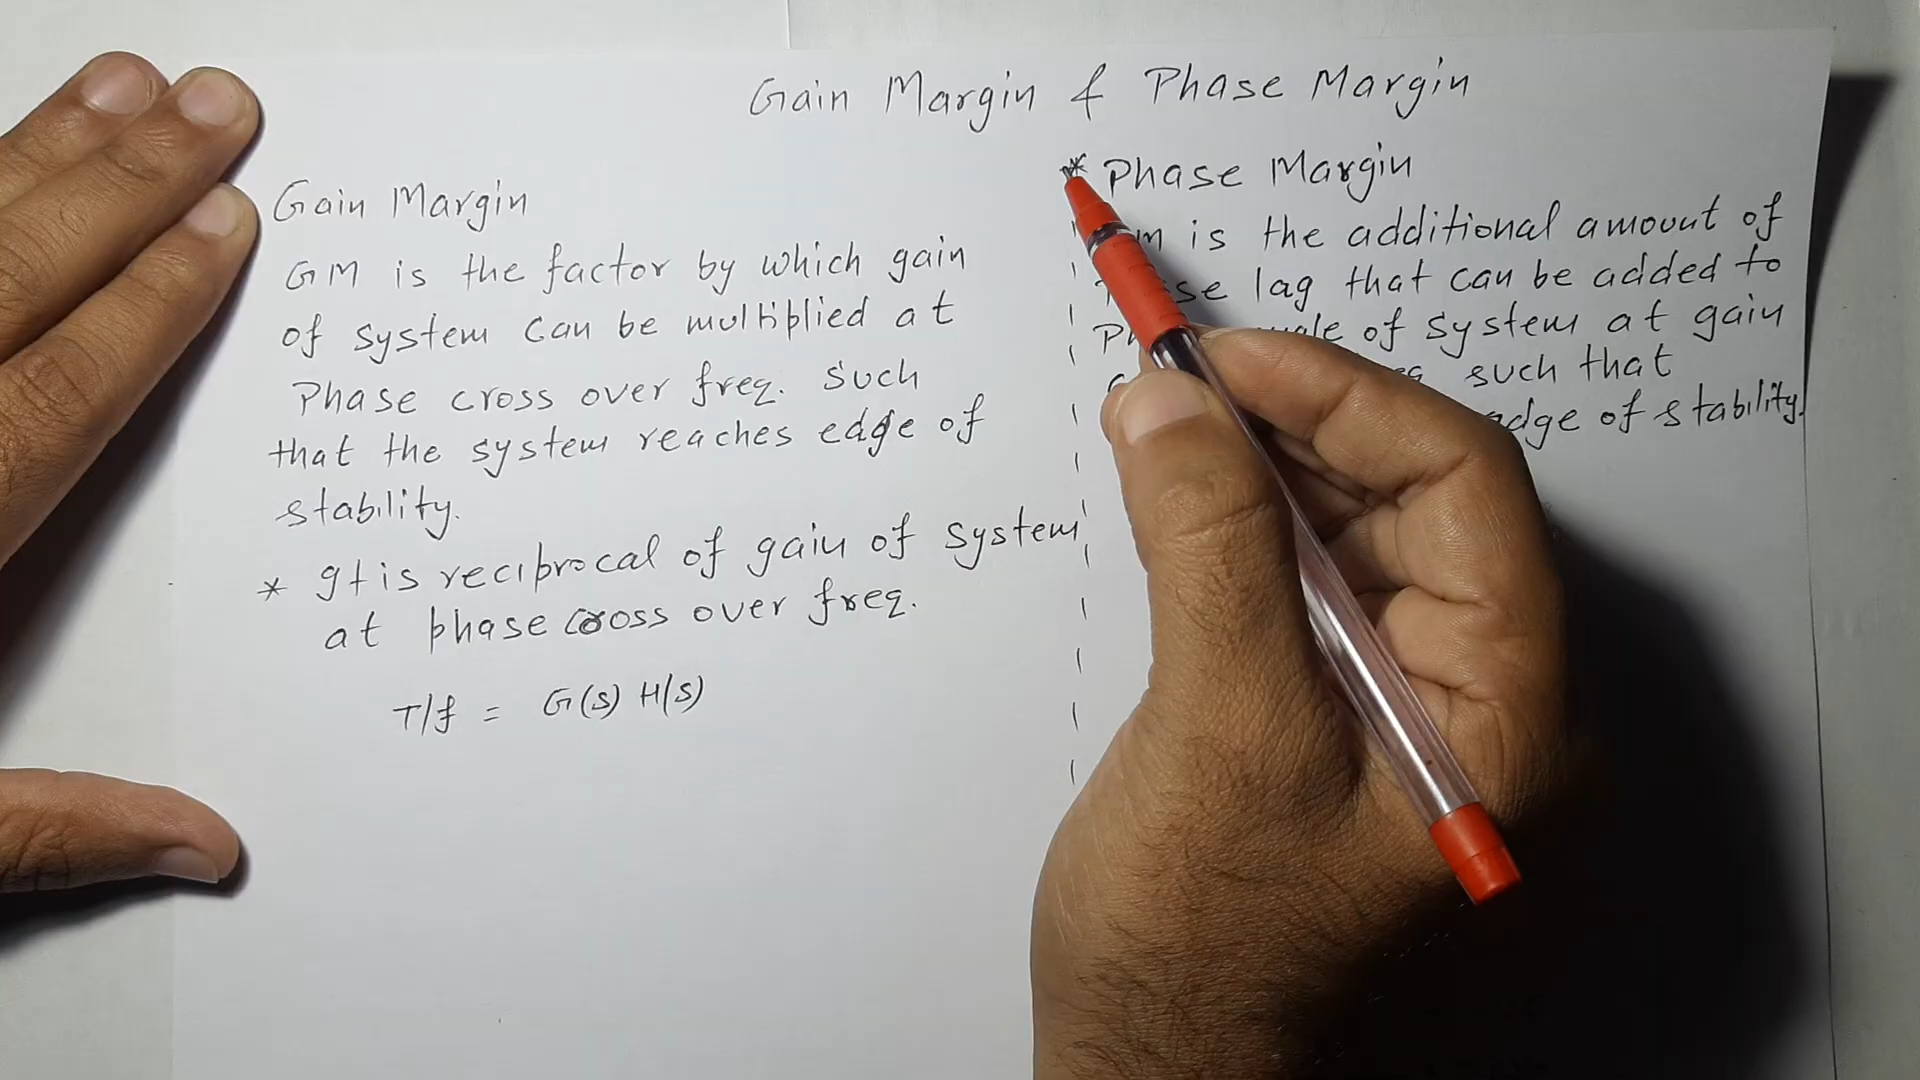 Gain Margin & Phase Margin
Gain Margin
GM is the factor by which gain
of system can be multiplied at
Phase cross over freq. such
that the system reaches edge of
stability.
* It is reciprocal of gain of system
at phase cross over freq.
T/f = G(s) H(s)
* Phase Margin
is the additional amount of
lag that can be added to
of system at gain
such that
edge of stability.